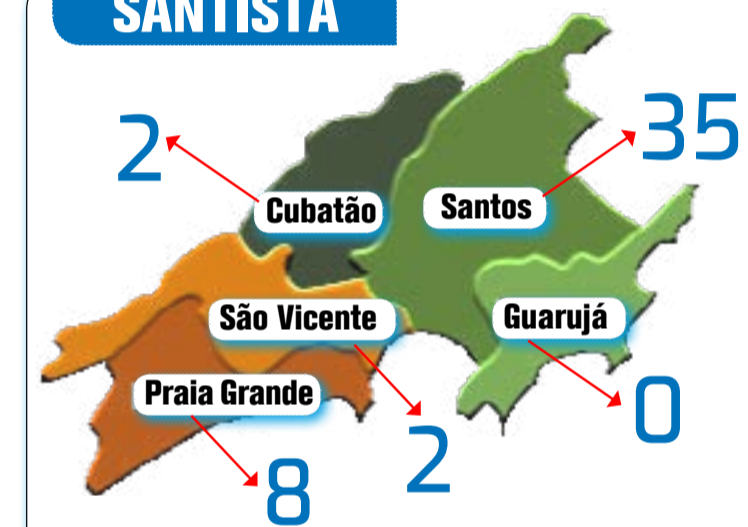 SANTISTA
2
35
Cubatão
Santos
São Vicente
Guarujá
Praia Grande
0
2
8